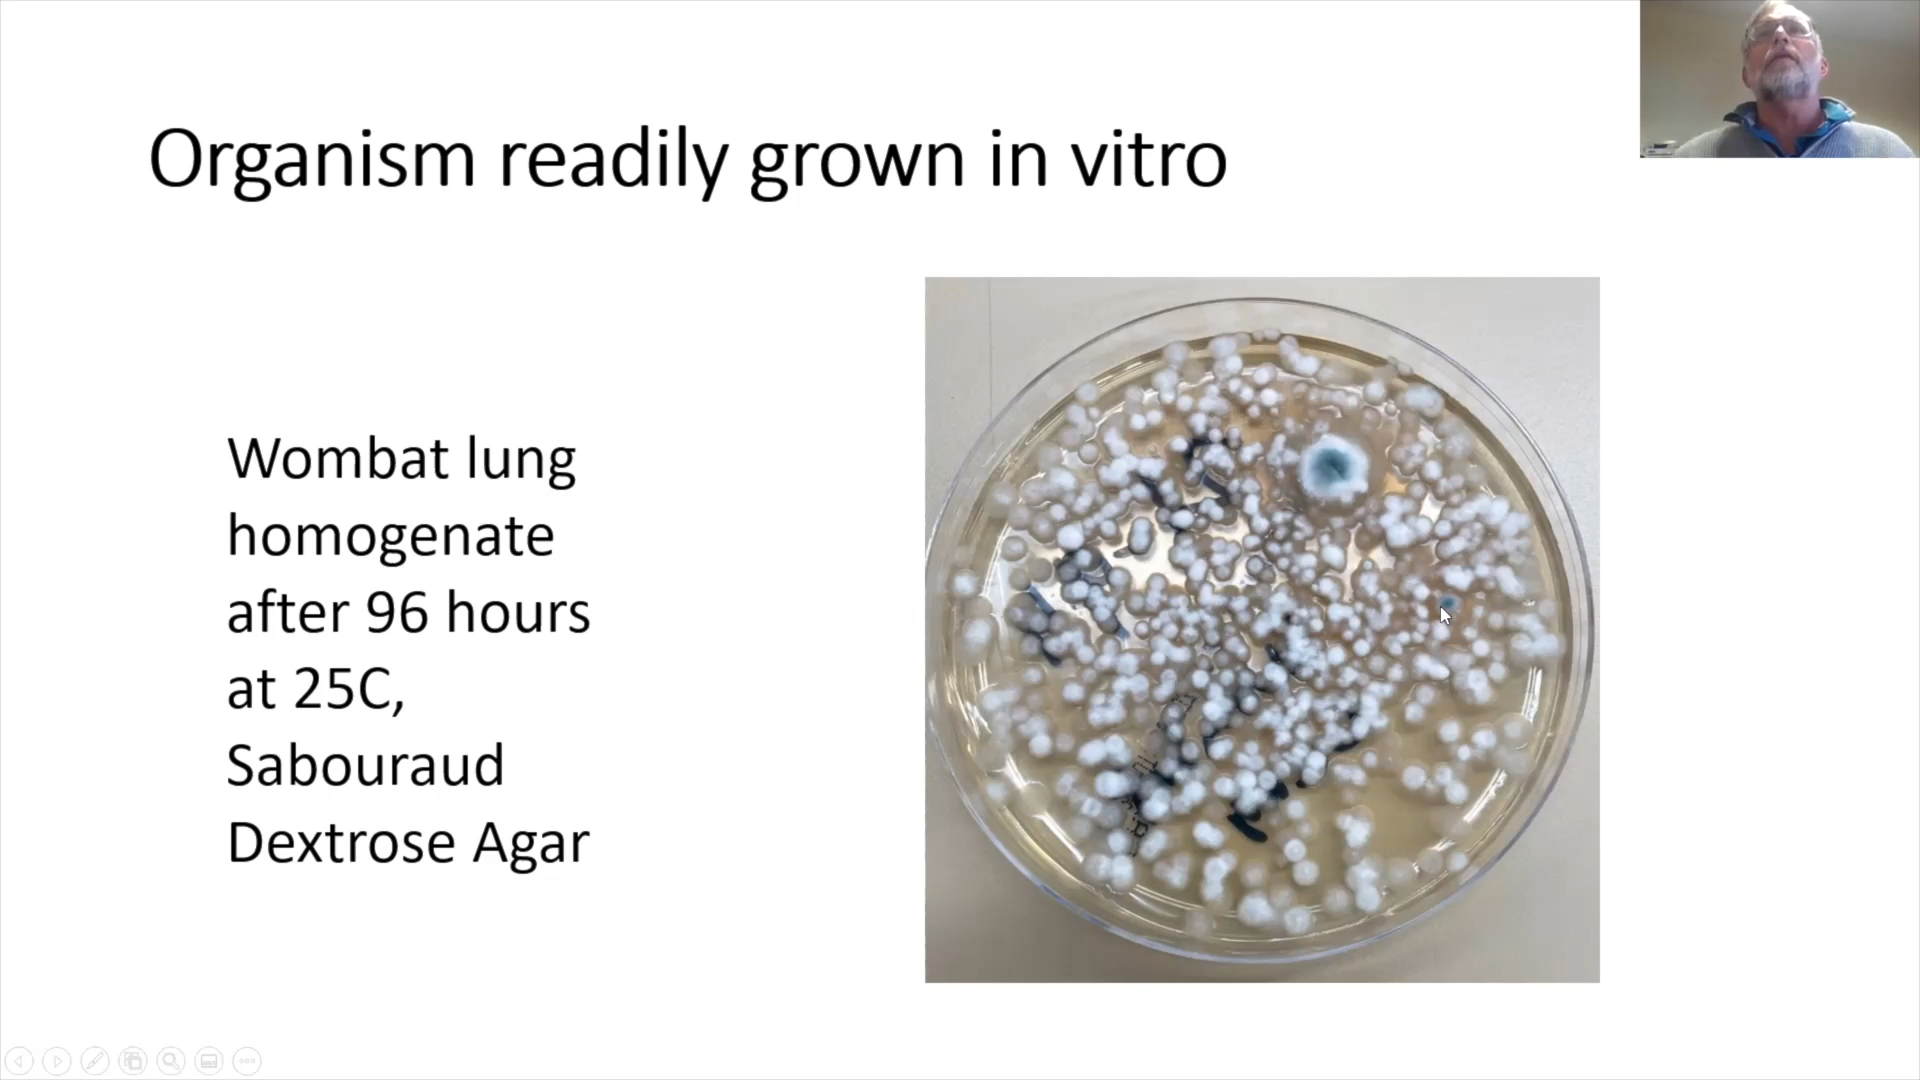 Organism readily grown in vitro
Wombat lung
homogenate
after 96 hours
at 25C,
Sabouraud
Dextrose Agar